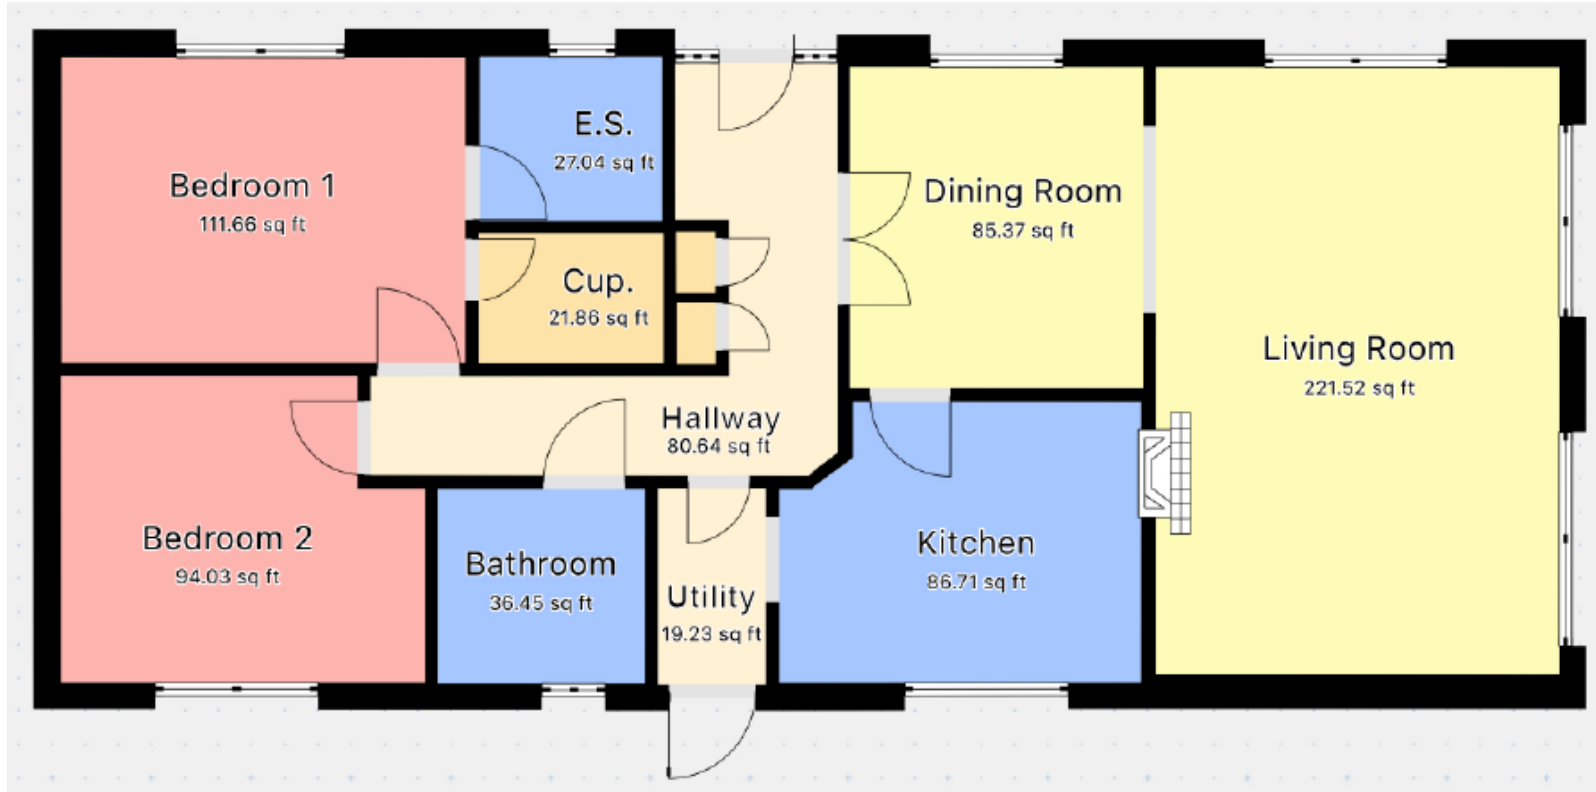 E.S.
27.04 sq ft
Bedroom 1
111.66 sq ft
Dining Room
85.37 sq ft
Cup.
21.86 sq ft
Living Room
221.52 sq ft
Hallway
80.64 sq ft
Bedroom 2
94.03 sq ft
Bathroom
36.45 sq ft
Utility
19.23 sq ft
Kitchen
86.71 sq ft